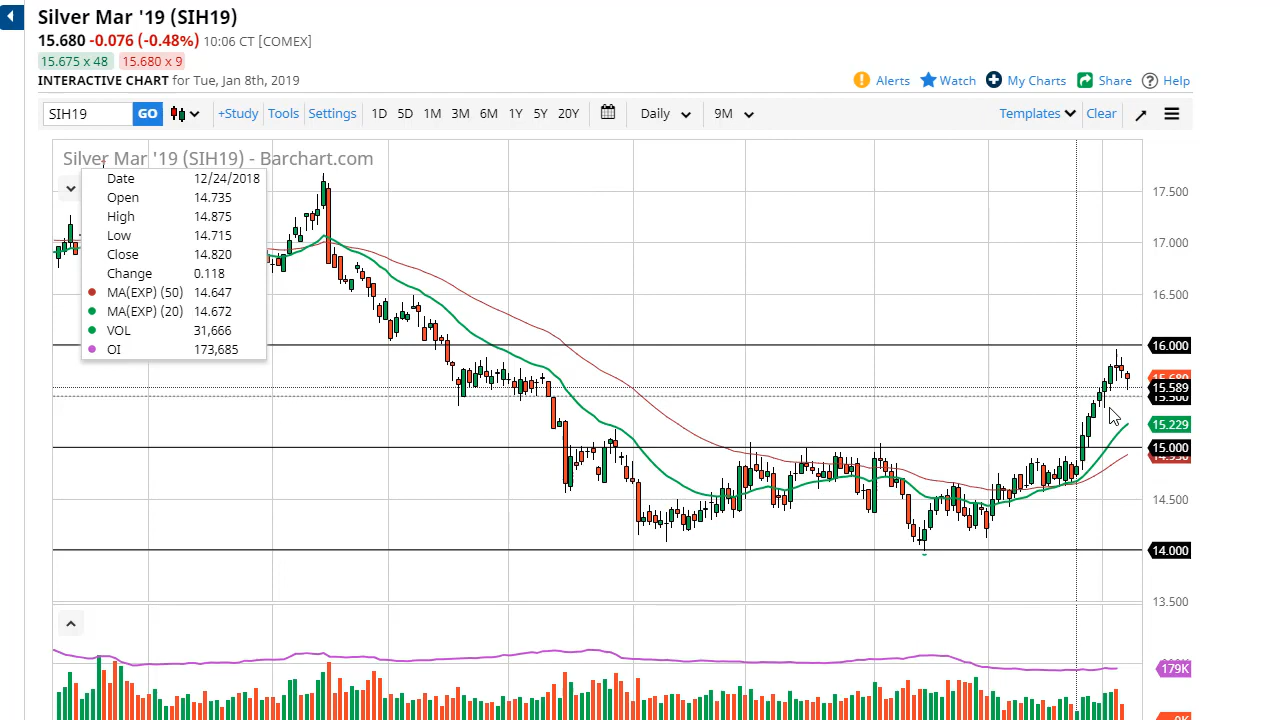 Silver Mar '19 (SIH19)
15.680 -0.076 (-0.48%) 10:06 CT [COMEX]
15.675 x 48 15.680 x 9
INTERACTIVE CHART for Tue, Jan 8th, 2019
Alerts Watch My Charts Share Help
SIH19 GO +Study Tools Settings 1D 5D 1M 3M 6M 1Y 5Y 20Y Daily 9M Templates Clear
Silver Mar '19 (SIH19) - Barchart.com
Date 12/24/2018
Open 14.735
High 14.875
Low 14.715
Close 14.820
Change 0.118
MA(EXP) (50) 14.647
MA(EXP) (20) 14.672
VOL 31,666
OI 173,685
17.500
17.000
16.500
16.000
15.680
15.589
15.500
15.229
15.000
14.500
14.000
13.500
179K